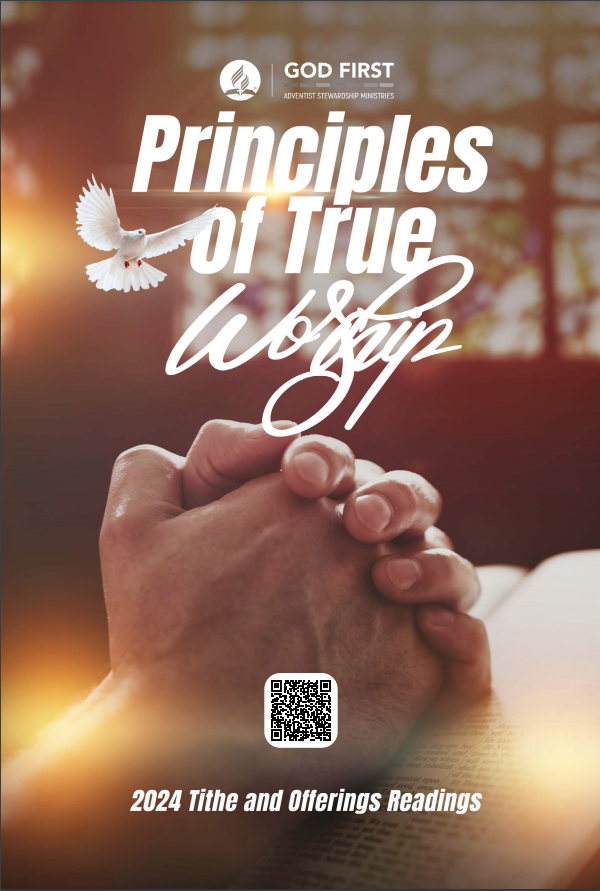 GOD FIRST
ADVENTIST STEWARDSHIP MINISTRIES
Principles
of True
Worship
2024 Tithe and Offerings Readings